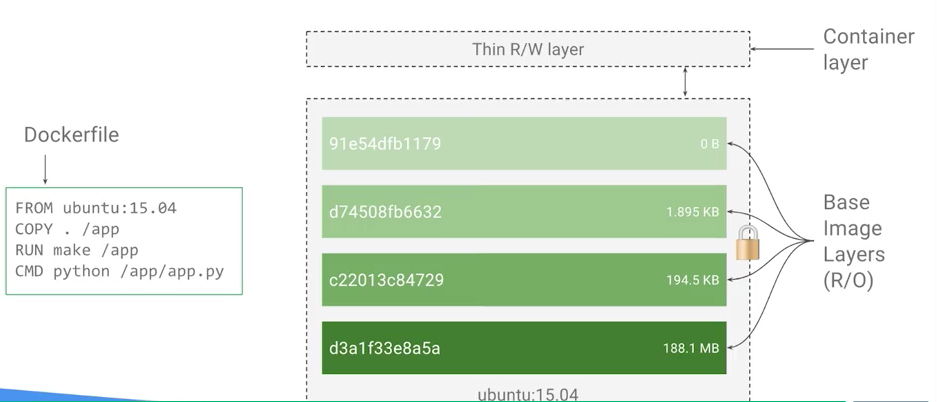 Thin R/W layer
Container
layer
Dockerfile
FROM ubuntu:15.04
COPY . /app
RUN make /app
CMD python /app/app.py
91e54dfb1179 0 B
d74508fb6632 1.895 KB
c22013c84729 194.5 KB
d3a1f33e8a5a 188.1 MB
ubuntu:15.04
Base
Image
Layers
(R/O)